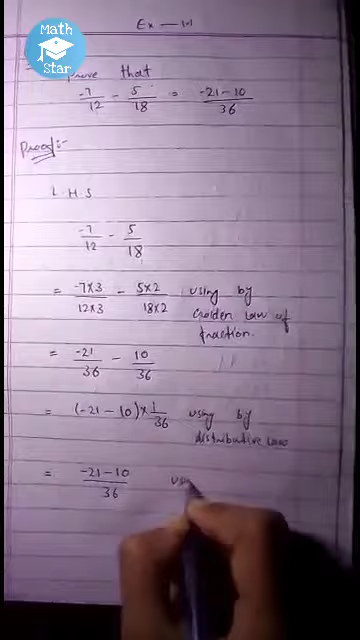 Math
Star
Ex — 1.1
prove that
-7/12 - 5/18 = -21-10/36
Proof:-
L.H.S
-7/12 - 5/18
= -7×3/12×3 - 5×2/18×2 using by
Golden law of
fraction.
= -21/36 - 10/36
= (-21-10)×1/36 using by
distributive law
= -21-10/36 us